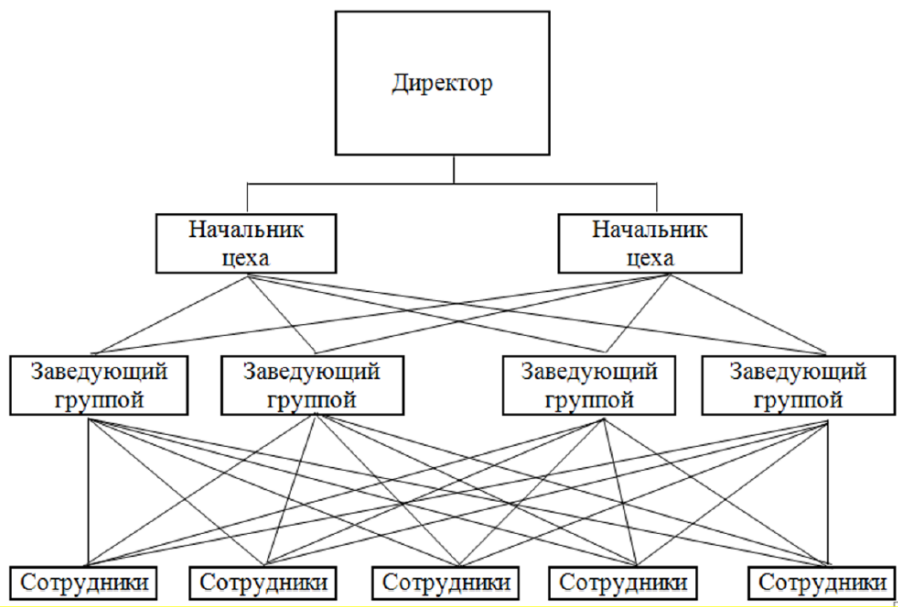 Директор
Начальник
цеха
Начальник
цеха
Заведующий
группой
Заведующий
группой
Заведующий
группой
Заведующий
группой
Сотрудники
Сотрудники
Сотрудники
Сотрудники
Сотрудники